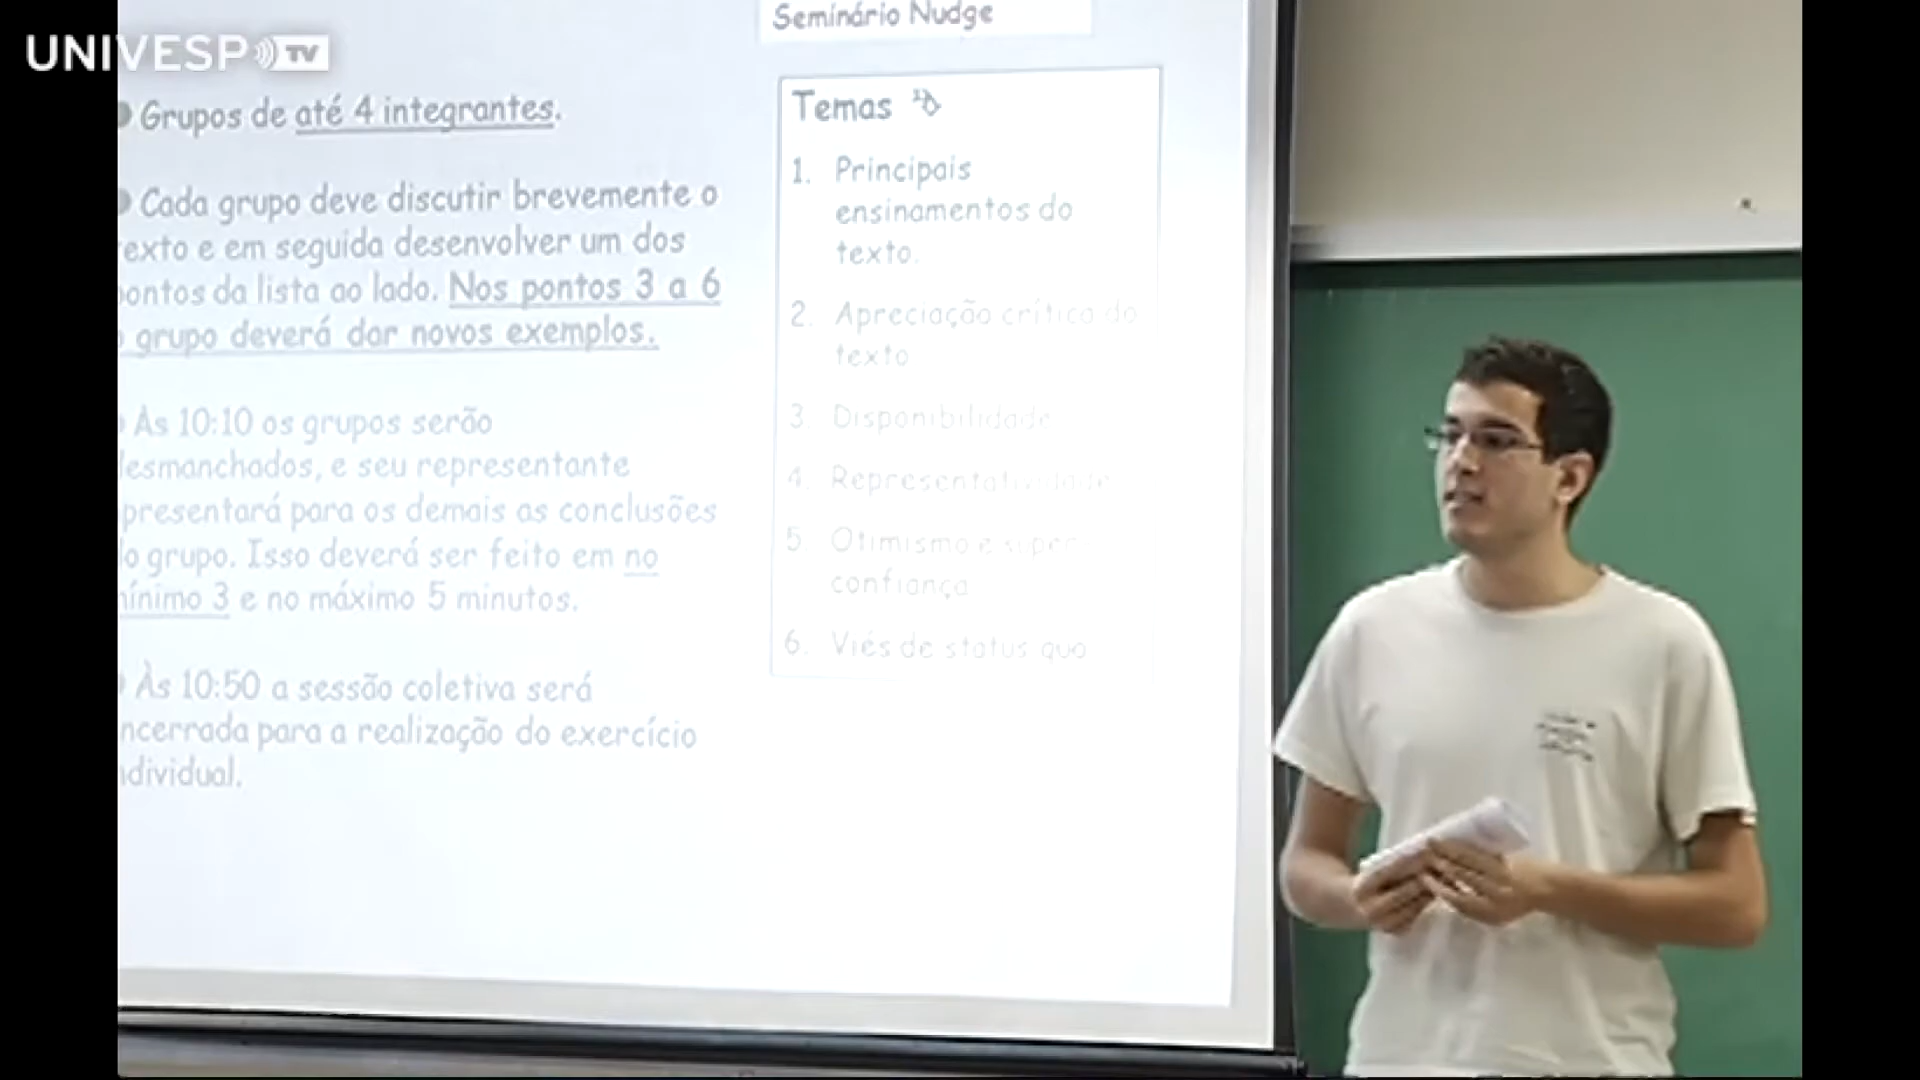 UNIVESP TV
Seminário Nudge
Grupos de até 4 integrantes.
Cada grupo deve discutir brevemente o
exto e em seguida desenvolver um dos
ontos da lista ao lado. Nos pontos 3 a 6
o grupo deverá dar novos exemplos.
Às 10:10 os grupos serão
esmanchados, e seu representante
presentará para os demais as conclusões
o grupo. Isso deverá ser feito em no
ínimo 3 e no máximo 5 minutos.
Às 10:50 a sessão coletiva será
ncerrada para a realização do exercício
dividual.
Temas
1. Principais
ensinamentos do
texto.
2. Apreciação crítica do
texto
3. Disponibilidade
4. Representatividade
5. Otimismo e super
confiança
6. Viés de status quo